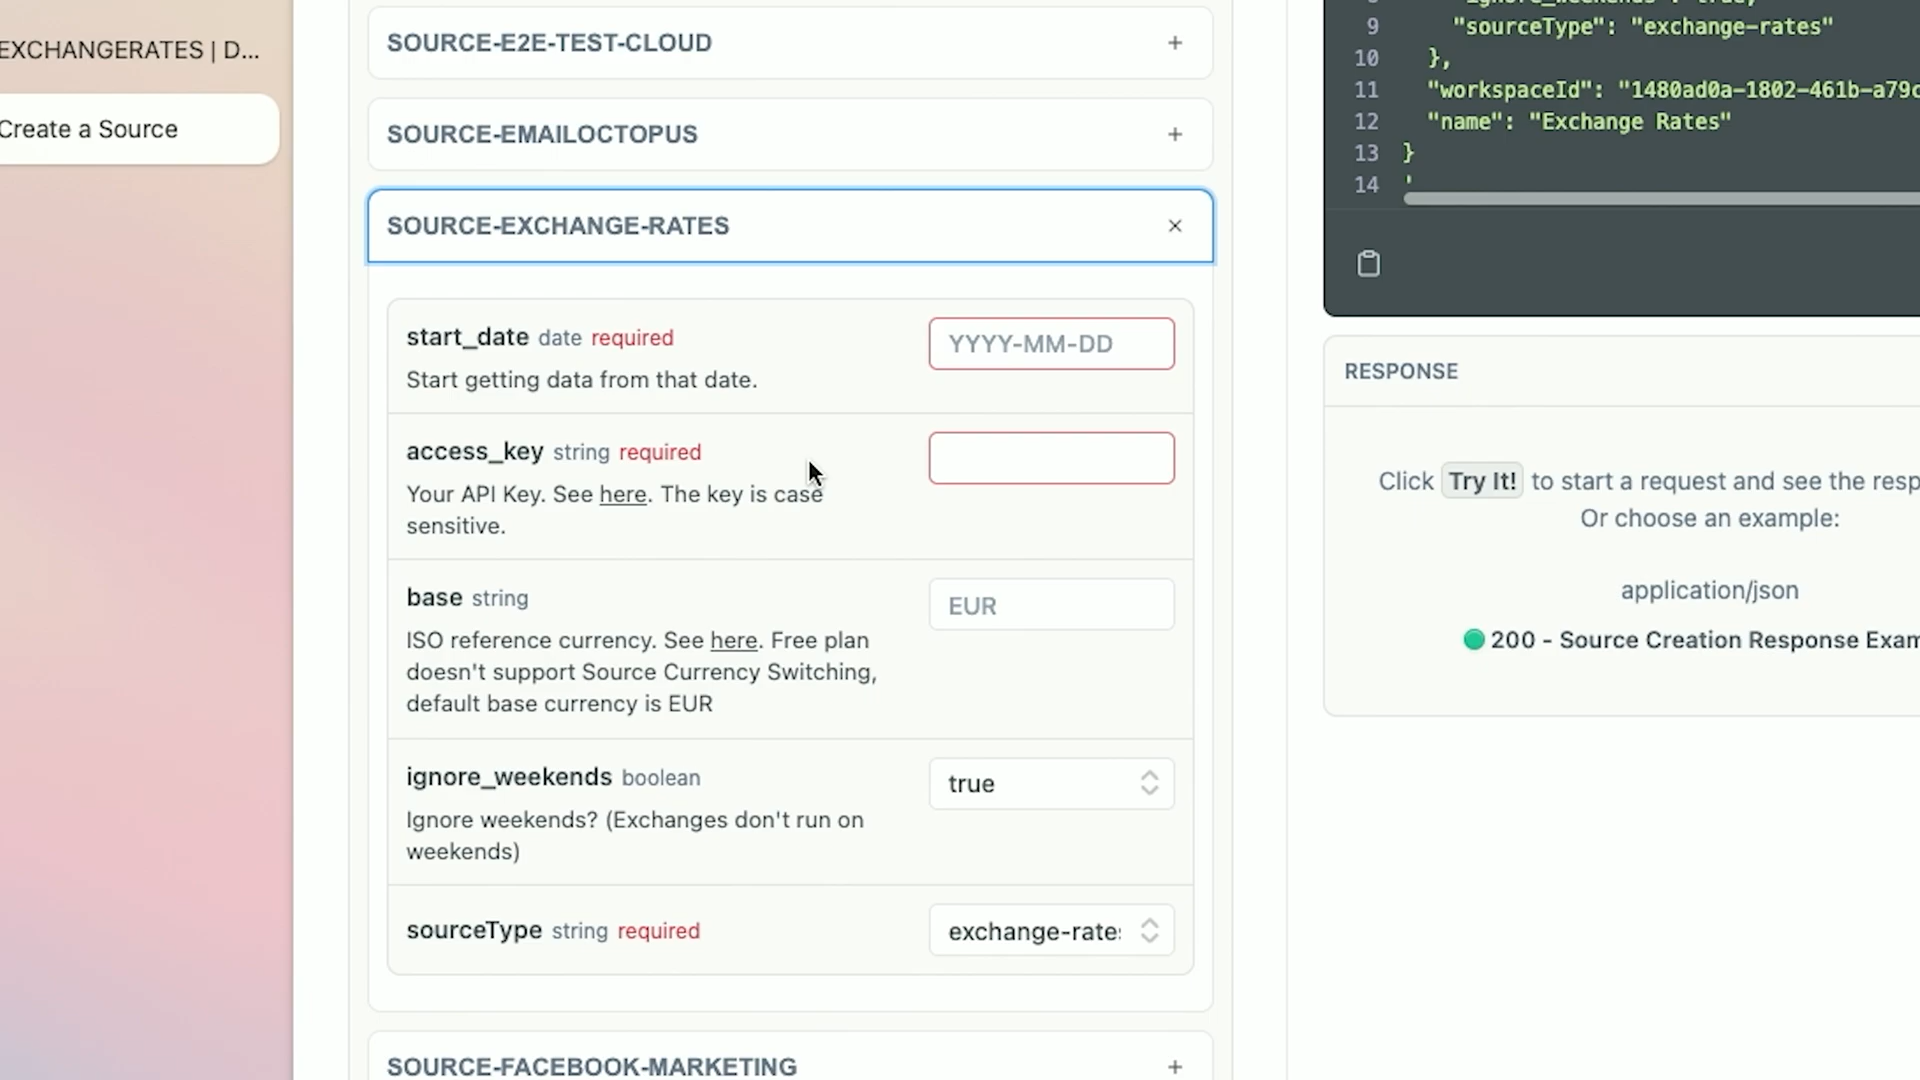 EXCHANGERATES | D...
Create a Source
SOURCE-E2E-TEST-CLOUD
SOURCE-EMAILOCTOPUS
SOURCE-EXCHANGE-RATES
start_date date required
YYYY-MM-DD
Start getting data from that date.
access_key string required
Your API Key. See here. The key is case
sensitive.
base string
EUR
ISO reference currency. See here. Free plan
doesn't support Source Currency Switching,
default base currency is EUR
ignore_weekends boolean
true
Ignore weekends? (Exchanges don't run on
weekends)
sourceType string required
exchange-rate
SOURCE-FACEBOOK-MARKETING
9 "sourceType": "exchange-rates"
10 },
11 "workspaceId": "1480ad0a-1802-461b-a79c
12 "name": "Exchange Rates"
13 }
14 '
RESPONSE
Click Try It! to start a request and see the resp
Or choose an example:
application/json
200 - Source Creation Response Exam